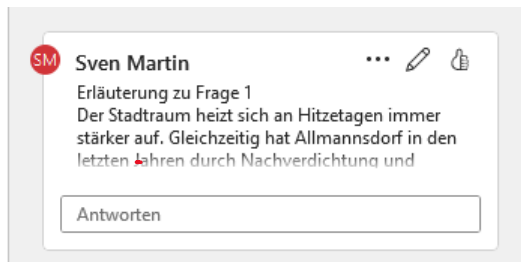 SM
Sven Martin
Erläuterung zu Frage 1
Der Stadtraum heizt sich an Hitzetagen immer
stärker auf. Gleichzeitig hat Allmannsdorf in den
letzten Jahren durch Nachverdichtung und
Antworten